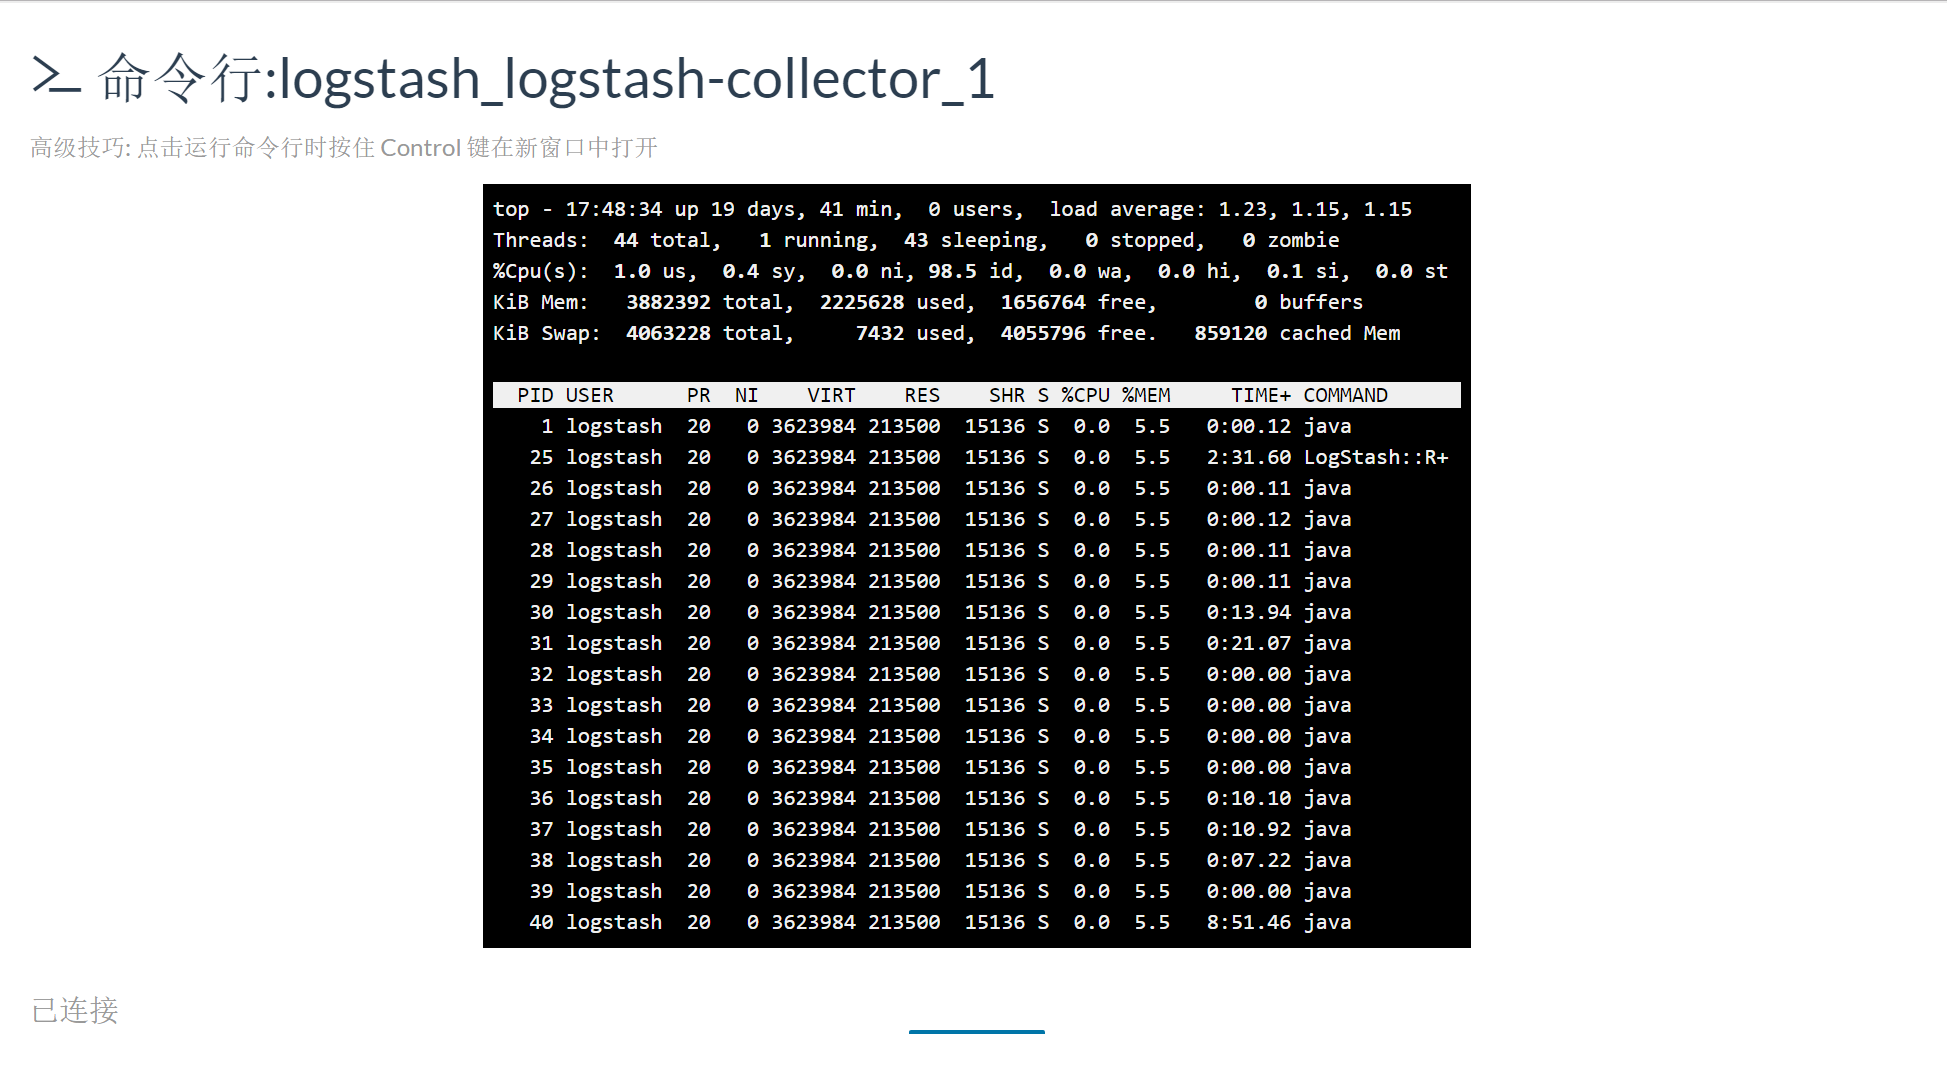 >_ 命令行:logstash_logstash-collector_1
高级技巧: 点击运行命令行时按住 Control 键在新窗口中打开
top - 17:48:34 up 19 days, 41 min,  0 users,  load average: 1.23, 1.15, 1.15
Threads:  44 total,   1 running,  43 sleeping,   0 stopped,   0 zombie
%Cpu(s):  1.0 us,  0.4 sy,  0.0 ni, 98.5 id,  0.0 wa,  0.0 hi,  0.1 si,  0.0 st
KiB Mem:   3882392 total,  2225628 used,  1656764 free,        0 buffers
KiB Swap:  4063228 total,     7432 used,  4055796 free.   859120 cached Mem
  PID USER      PR  NI    VIRT    RES    SHR S %CPU %MEM     TIME+ COMMAND
    1 logstash  20   0 3623984 213500  15136 S  0.0  5.5   0:00.12 java
   25 logstash  20   0 3623984 213500  15136 S  0.0  5.5   2:31.60 LogStash::R+
   26 logstash  20   0 3623984 213500  15136 S  0.0  5.5   0:00.11 java
   27 logstash  20   0 3623984 213500  15136 S  0.0  5.5   0:00.12 java
   28 logstash  20   0 3623984 213500  15136 S  0.0  5.5   0:00.11 java
   29 logstash  20   0 3623984 213500  15136 S  0.0  5.5   0:00.11 java
   30 logstash  20   0 3623984 213500  15136 S  0.0  5.5   0:13.94 java
   31 logstash  20   0 3623984 213500  15136 S  0.0  5.5   0:21.07 java
   32 logstash  20   0 3623984 213500  15136 S  0.0  5.5   0:00.00 java
   33 logstash  20   0 3623984 213500  15136 S  0.0  5.5   0:00.00 java
   34 logstash  20   0 3623984 213500  15136 S  0.0  5.5   0:00.00 java
   35 logstash  20   0 3623984 213500  15136 S  0.0  5.5   0:00.00 java
   36 logstash  20   0 3623984 213500  15136 S  0.0  5.5   0:10.10 java
   37 logstash  20   0 3623984 213500  15136 S  0.0  5.5   0:10.92 java
   38 logstash  20   0 3623984 213500  15136 S  0.0  5.5   0:07.22 java
   39 logstash  20   0 3623984 213500  15136 S  0.0  5.5   0:00.00 java
   40 logstash  20   0 3623984 213500  15136 S  0.0  5.5   8:51.46 java
已连接